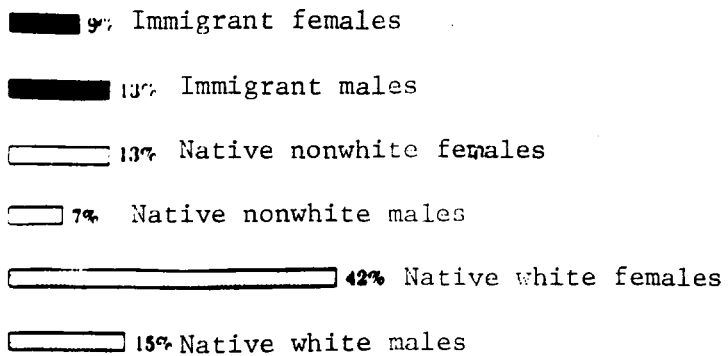 9% Immigrant females
13% Immigrant males
13% Native nonwhite females
7% Native nonwhite males
42% Native white females
15% Native white males